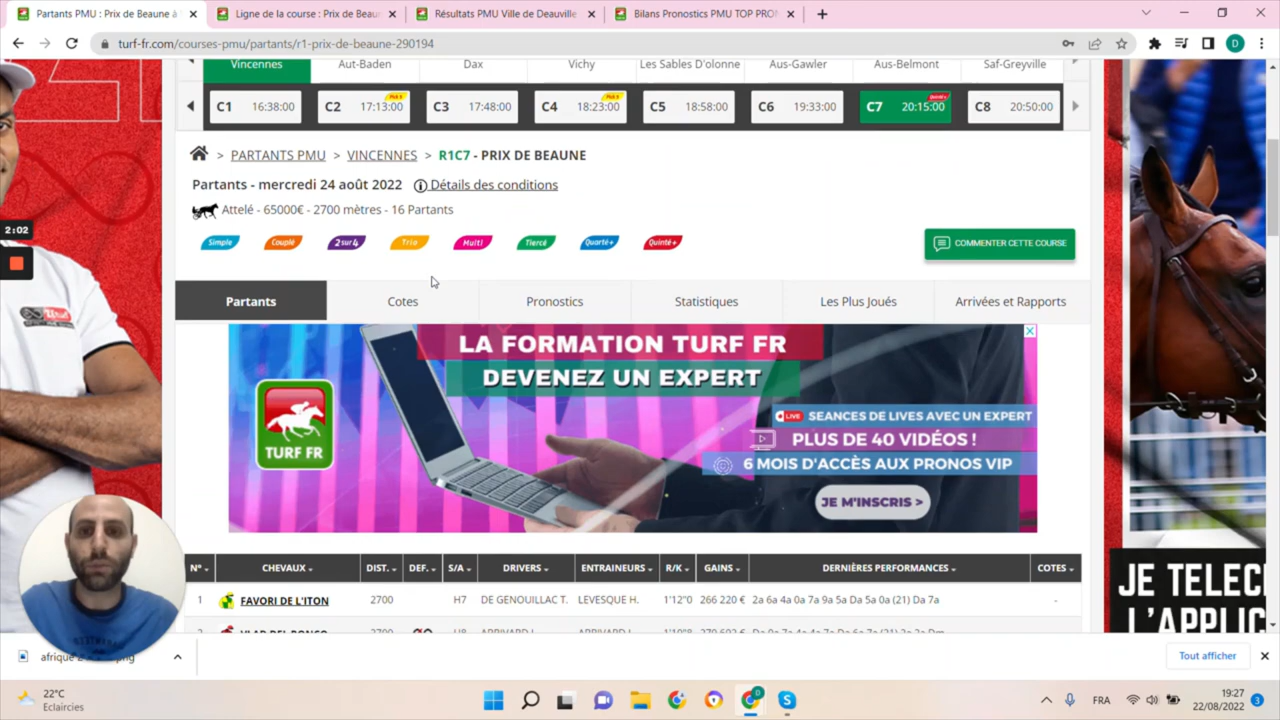 Partants PMU : Prix de Beaune à
Ligne de la course : Prix de Beau
Résultats PMU Ville de Deauville
Bilans Pronostics PMU TOP PRO
turf-fr.com/courses-pmu/partants/r1-prix-de-beaune-290194
D
Vincennes
Aut-Baden
Dax
Vichy
Les Sables D'olonne
Aus-Gawler
Aus-Belmont
Saf-Greyville
C1 16:38:00
C2 17:13:00
C3 17:48:00
C4 18:23:00
C5 18:58:00
C6 19:33:00
C7 20:15:00
C8 20:50:00
> PARTANTS PMU > VINCENNES > R1C7 - PRIX DE BEAUNE
Partants - mercredi 24 août 2022 Détails des conditions
Attelé - 65000€ - 2700 mètres - 16 Partants
2:02
Simple
Couplé
2sur4
Trio
Multi
Tiercé
Quarté+
Quinté+
COMMENTER CETTE COURSE
Partants
Cotes
Pronostics
Statistiques
Les Plus Joués
Arrivées et Rapports
LA FORMATION TURF FR
DEVENEZ UN EXPERT
LIVE SEANCES DE LIVES AVEC UN EXPERT
PLUS DE 40 VIDÉOS !
6 MOIS D'ACCÈS AUX PRONOS VIP
JE M'INSCRIS >
TURF FR
N° CHEVAUX DIST. DEF. S/A DRIVERS ENTRAINEURS R/K GAINS DERNIÈRES PERFORMANCES COTES
1 FAVORI DE L'ITON 2700 H7 DE GENOUILLAC T. LEVESQUE H. 1'12"0 266 220 € 2a 6a 4a 0a 7a 9a 5a Da 5a 0a (21) Da 7a -
JE TELEC
L'APPLIC
Tout afficher
22°C
Eclaircies
FRA
19:27
22/08/2022
3